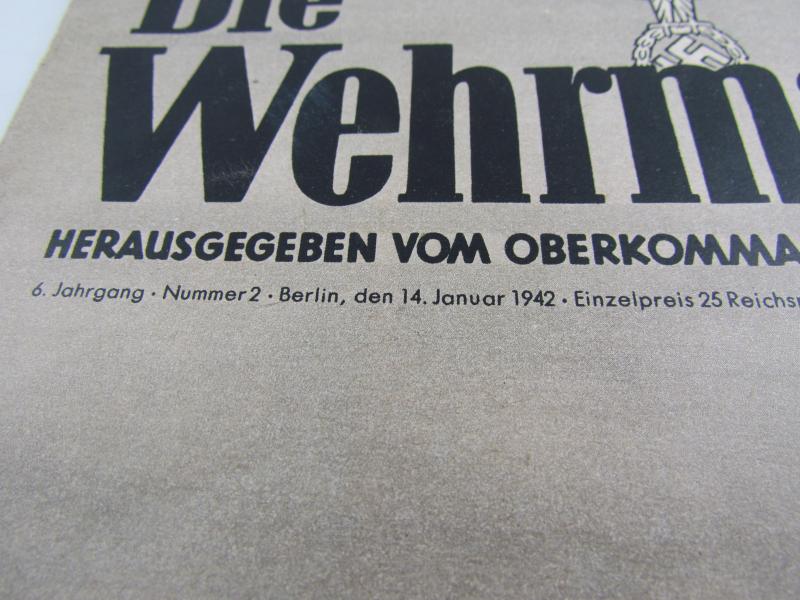 Die
Wehrm
HERAUSGEGEBEN VOM OBERKOMMA
6. Jahrgang · Nummer 2 · Berlin, den 14. Januar 1942 · Einzelpreis 25 Reichs